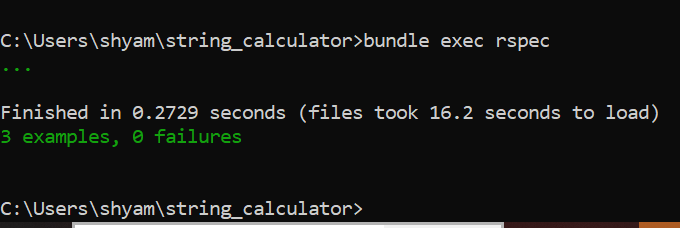 C:\Users\shyam\string_calculator>bundle exec rspec
...
Finished in 0.2729 seconds (files took 16.2 seconds to load)
3 examples, 0 failures
C:\Users\shyam\string_calculator>